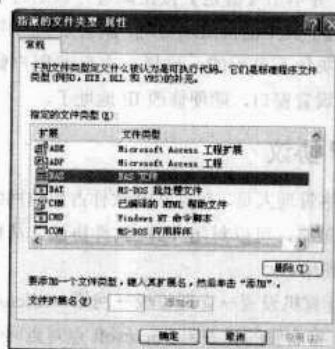 指派的文件类型 属性
常规
下列文件类型定义什么被认为是可执行代码。它们是标准程序文件
类型(例如，EXE、DLL 和 VBS)的补充。
指定的文件类型(E):
扩展 文件类型
ADE Microsoft Access 工程扩展
ADP Microsoft Access 工程
BAS BAS 文件
BAT MS-DOS 批处理文件
CHM 已编译的 HTML 帮助文件
CMD Windows NT 命令脚本
COM MS-DOS 应用程序
删除(R)
要添加一个文件类型，键入其扩展名，然后单击“添加”。
文件扩展名(F)
确定
取消